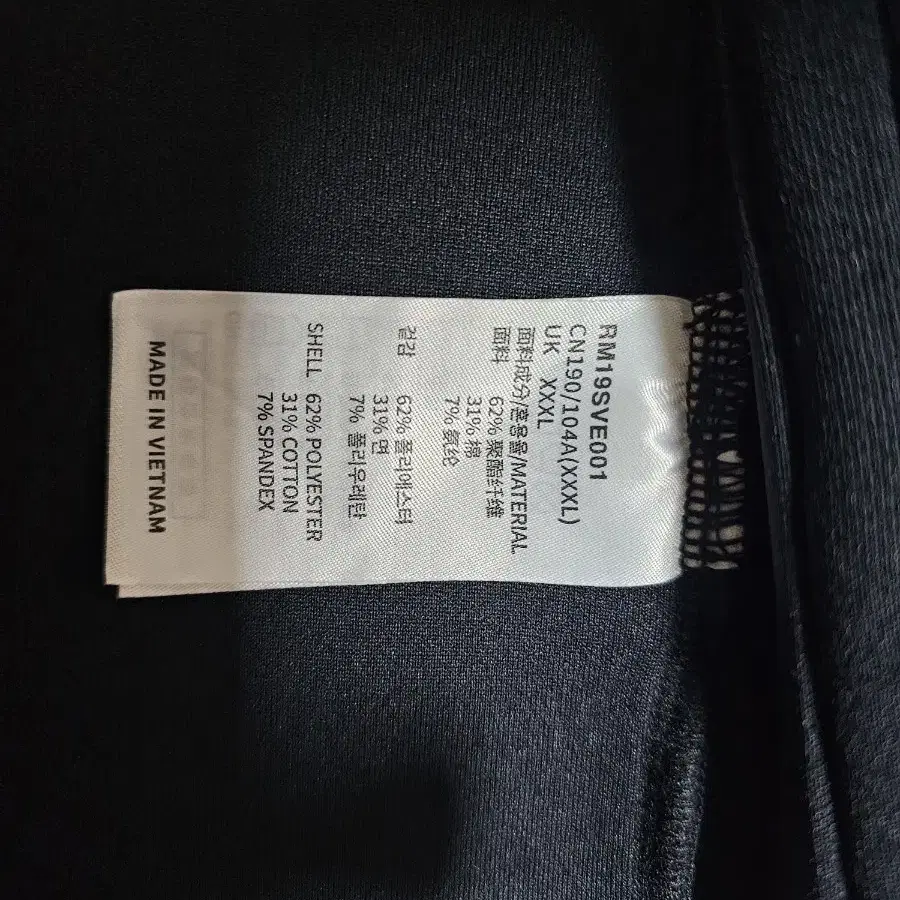 RM19SVE001
CN190/104A(XXXL)
UK XXXL
面料成分/혼용율/MATERIAL
面料 62% 聚酯纤维
31% 棉
7% 氨纶
겉감 62% 폴리에스터
31% 면
7% 폴리우레탄
SHELL 62% POLYESTER
31% COTTON
7% SPANDEX
MADE IN VIETNAM